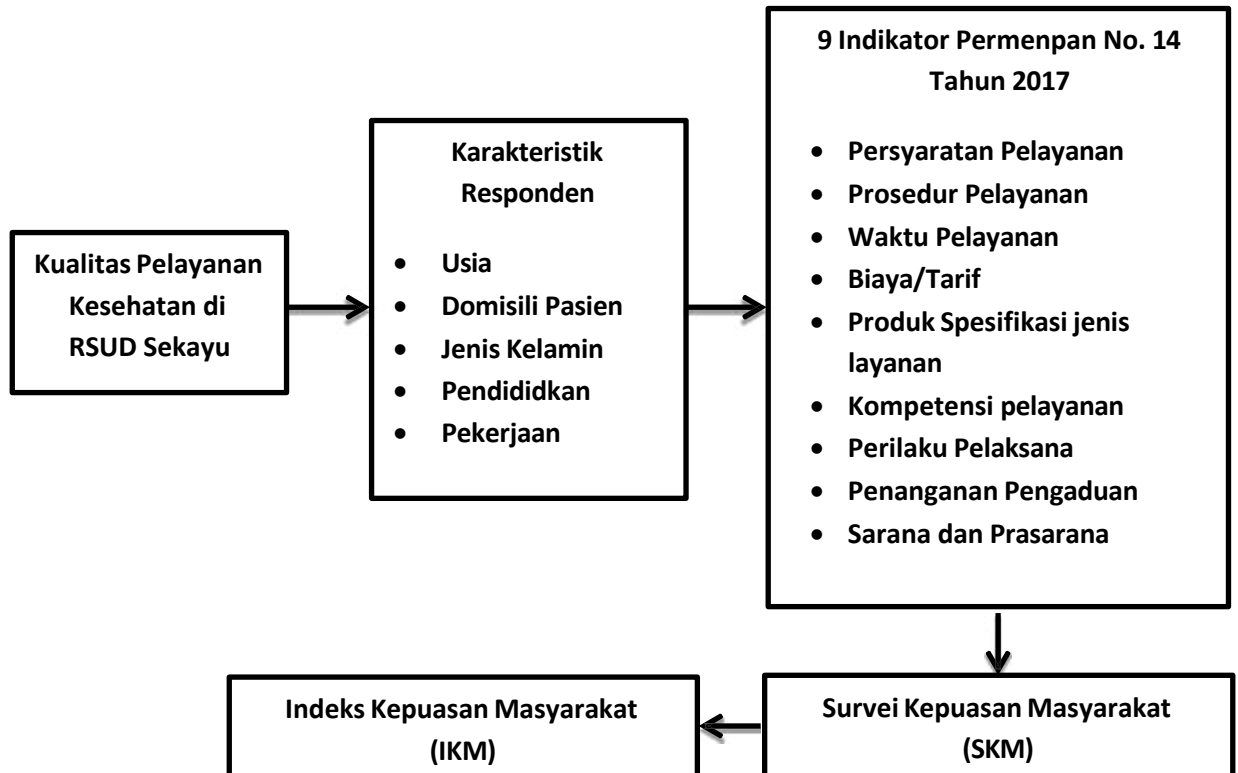 Kualitas Pelayanan
Kesehatan di
RSUD Sekayu
Karakteristik
Responden
• Usia
• Domisili Pasien
• Jenis Kelamin
• Pendididkan
• Pekerjaan
9 Indikator Permenpan No. 14
Tahun 2017
• Persyaratan Pelayanan
• Prosedur Pelayanan
• Waktu Pelayanan
• Biaya/Tarif
• Produk Spesifikasi jenis
layanan
• Kompetensi pelayanan
• Perilaku Pelaksana
• Penanganan Pengaduan
• Sarana dan Prasarana
Survei Kepuasan Masyarakat
(SKM)
Indeks Kepuasan Masyarakat
(IKM)